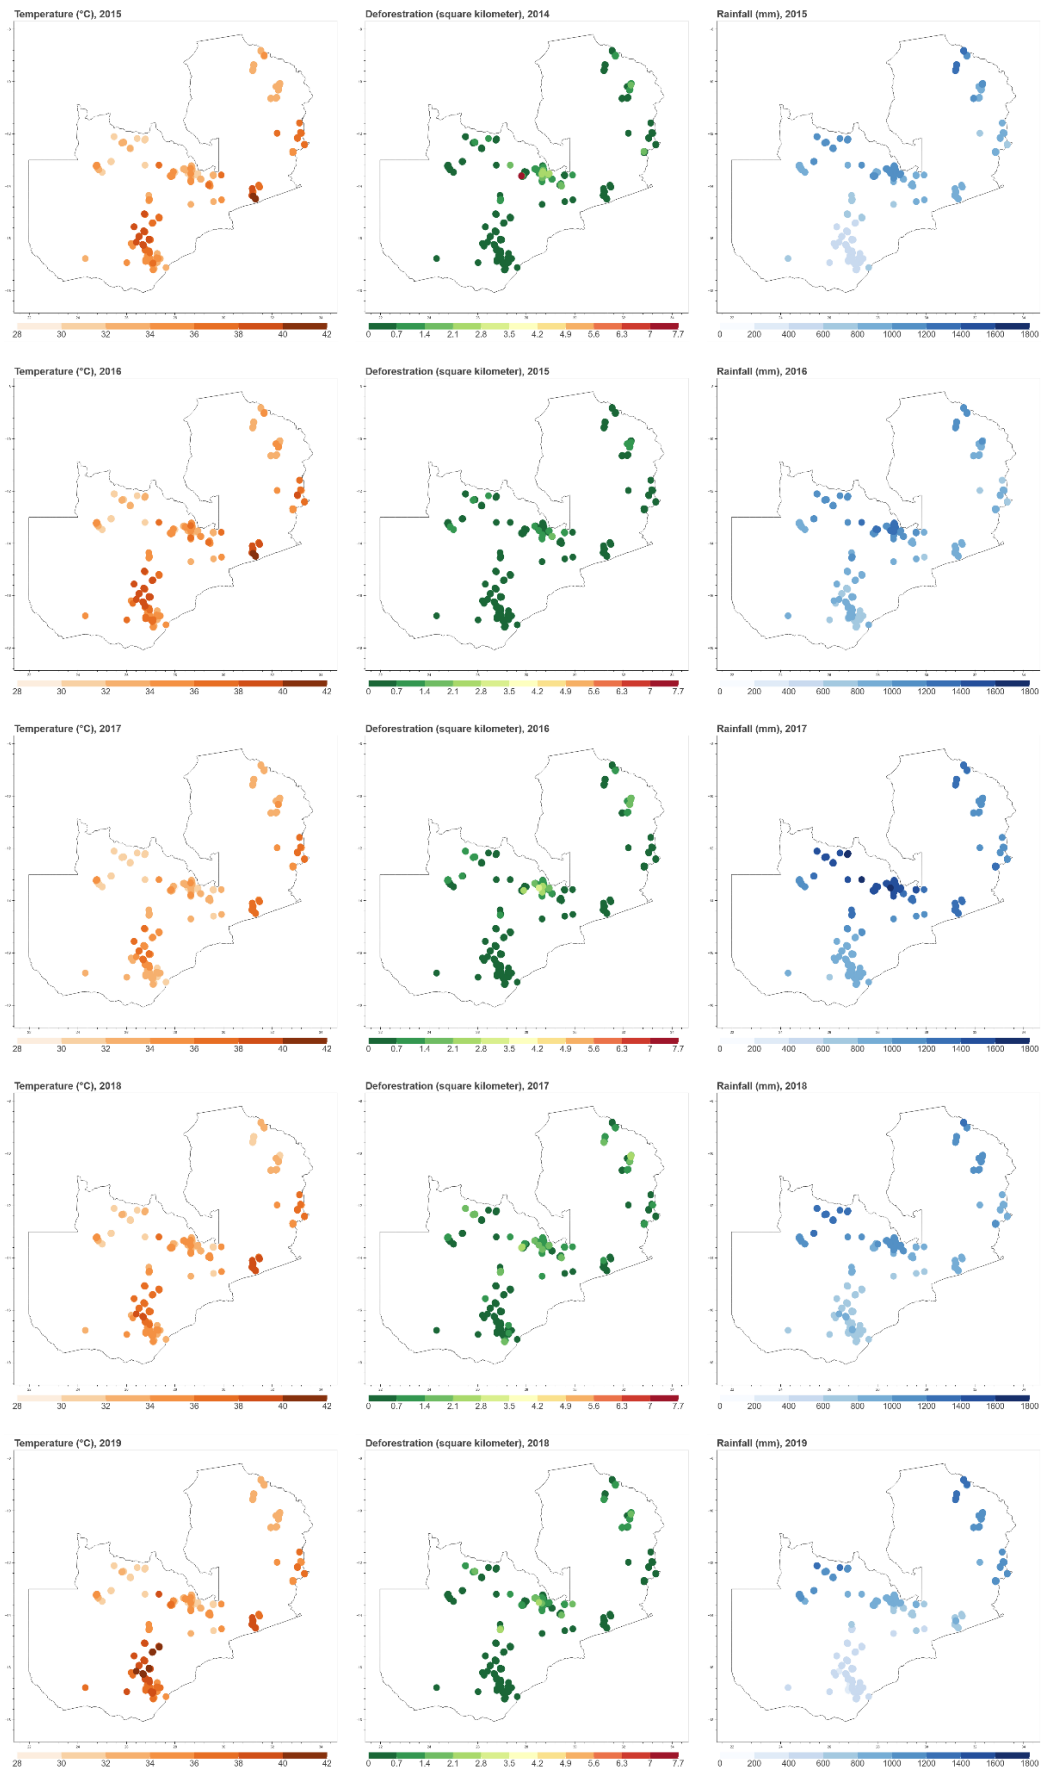 Temperature (°C), 2015 Deforestration (square kilometer), 2014 Rainfall (mm), 2015
28 30 32 34 36 38 40 42 0 0.7 1.4 2.1 2.8 3.5 4.2 4.9 5.6 6.3 7 7.7 0 200 400 600 800 1000 1200 1400 1600 1800
Temperature (°C), 2016 Deforestration (square kilometer), 2015 Rainfall (mm), 2016
28 30 32 34 36 38 40 42 0 0.7 1.4 2.1 2.8 3.5 4.2 4.9 5.6 6.3 7 7.7 0 200 400 600 800 1000 1200 1400 1600 1800
Temperature (°C), 2017 Deforestration (square kilometer), 2016 Rainfall (mm), 2017
28 30 32 34 36 38 40 42 0 0.7 1.4 2.1 2.8 3.5 4.2 4.9 5.6 6.3 7 7.7 0 200 400 600 800 1000 1200 1400 1600 1800
Temperature (°C), 2018 Deforestration (square kilometer), 2017 Rainfall (mm), 2018
28 30 32 34 36 38 40 42 0 0.7 1.4 2.1 2.8 3.5 4.2 4.9 5.6 6.3 7 7.7 0 200 400 600 800 1000 1200 1400 1600 1800
Temperature (°C), 2019 Deforestration (square kilometer), 2018 Rainfall (mm), 2019
28 30 32 34 36 38 40 42 0 0.7 1.4 2.1 2.8 3.5 4.2 4.9 5.6 6.3 7 7.7 0 200 400 600 800 1000 1200 1400 1600 1800